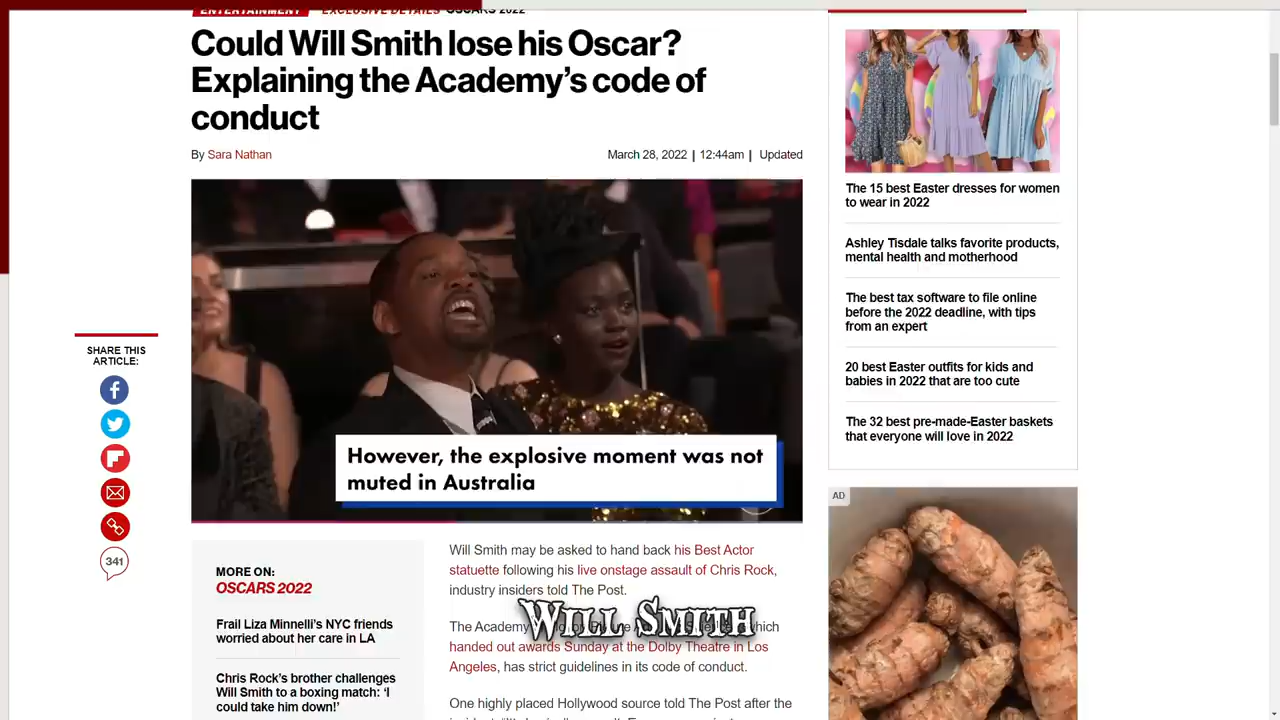 ENTERTAINMENT EXCLUSIVE DETAILS OSCARS 2022
Could Will Smith lose his Oscar?
Explaining the Academy's code of
conduct
By Sara Nathan
March 28, 2022 | 12:44am | Updated
SHARE THIS
ARTICLE:
341
However, the explosive moment was not
muted in Australia
MORE ON:
OSCARS 2022
Frail Liza Minnelli's NYC friends
worried about her care in LA
Chris Rock's brother challenges
Will Smith to a boxing match: 'I
could take him down!'
Will Smith may be asked to hand back his Best Actor
statuette following his live onstage assault of Chris Rock,
industry insiders told The Post.
WILL SMITH
The Academy which
handed out awards Sunday at the Dolby Theatre in Los
Angeles, has strict guidelines in its code of conduct.
One highly placed Hollywood source told The Post after the
The 15 best Easter dresses for women
to wear in 2022
Ashley Tisdale talks favorite products,
mental health and motherhood
The best tax software to file online
before the 2022 deadline, with tips
from an expert
20 best Easter outfits for kids and
babies in 2022 that are too cute
The 32 best pre-made-Easter baskets
that everyone will love in 2022
AD